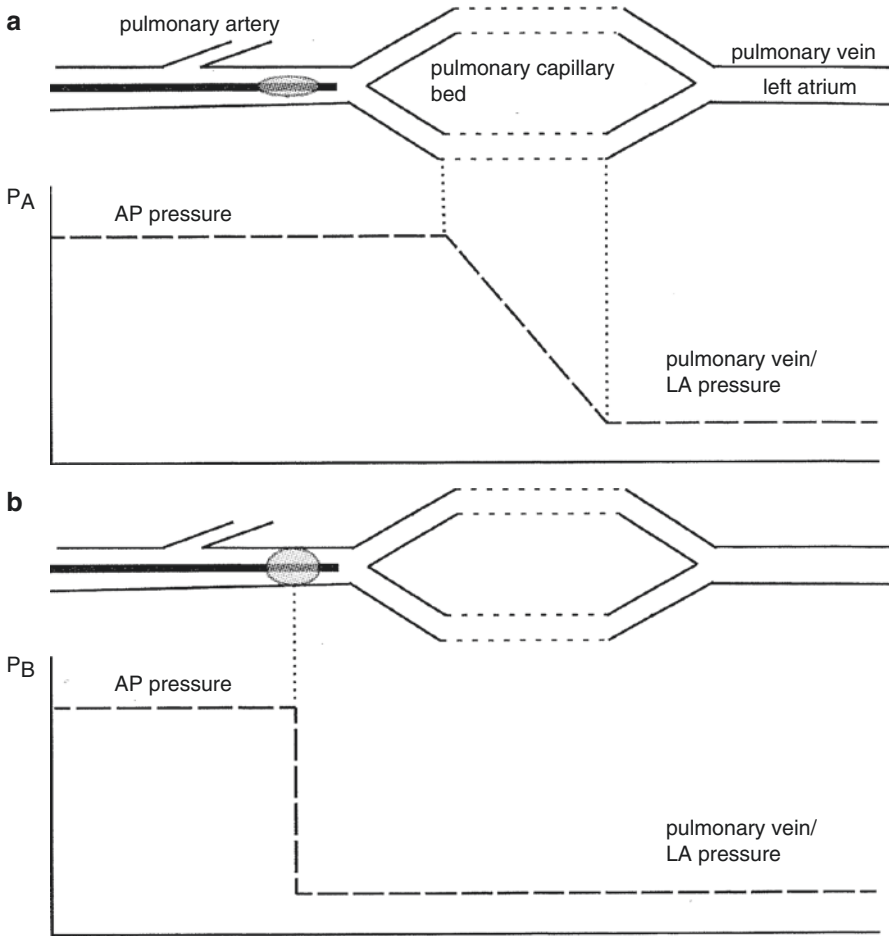 a
pulmonary artery
pulmonary vein
pulmonary capillary
bed
left atrium
PA
AP pressure
pulmonary vein/
LA pressure
b
PB
AP pressure
pulmonary vein/
LA pressure